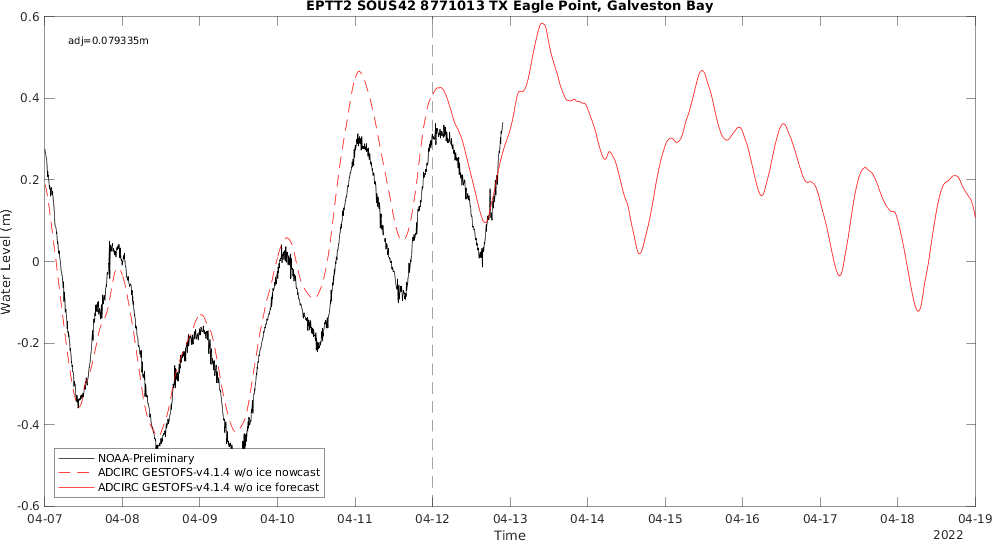 EPTT2 SOUS42 8771013 TX Eagle Point, Galveston Bay
adj=0.079335m
0.6
0.4
0.2
0
-0.2
-0.4
-0.6
Water Level (m)
NOAA-Preliminary
ADCIRC GESTOFS-v4.1.4 w/o ice nowcast
ADCIRC GESTOFS-v4.1.4 w/o ice forecast
04-07 04-08 04-09 04-10 04-11 04-12 04-13 04-14 04-15 04-16 04-17 04-18 04-19
Time
2022